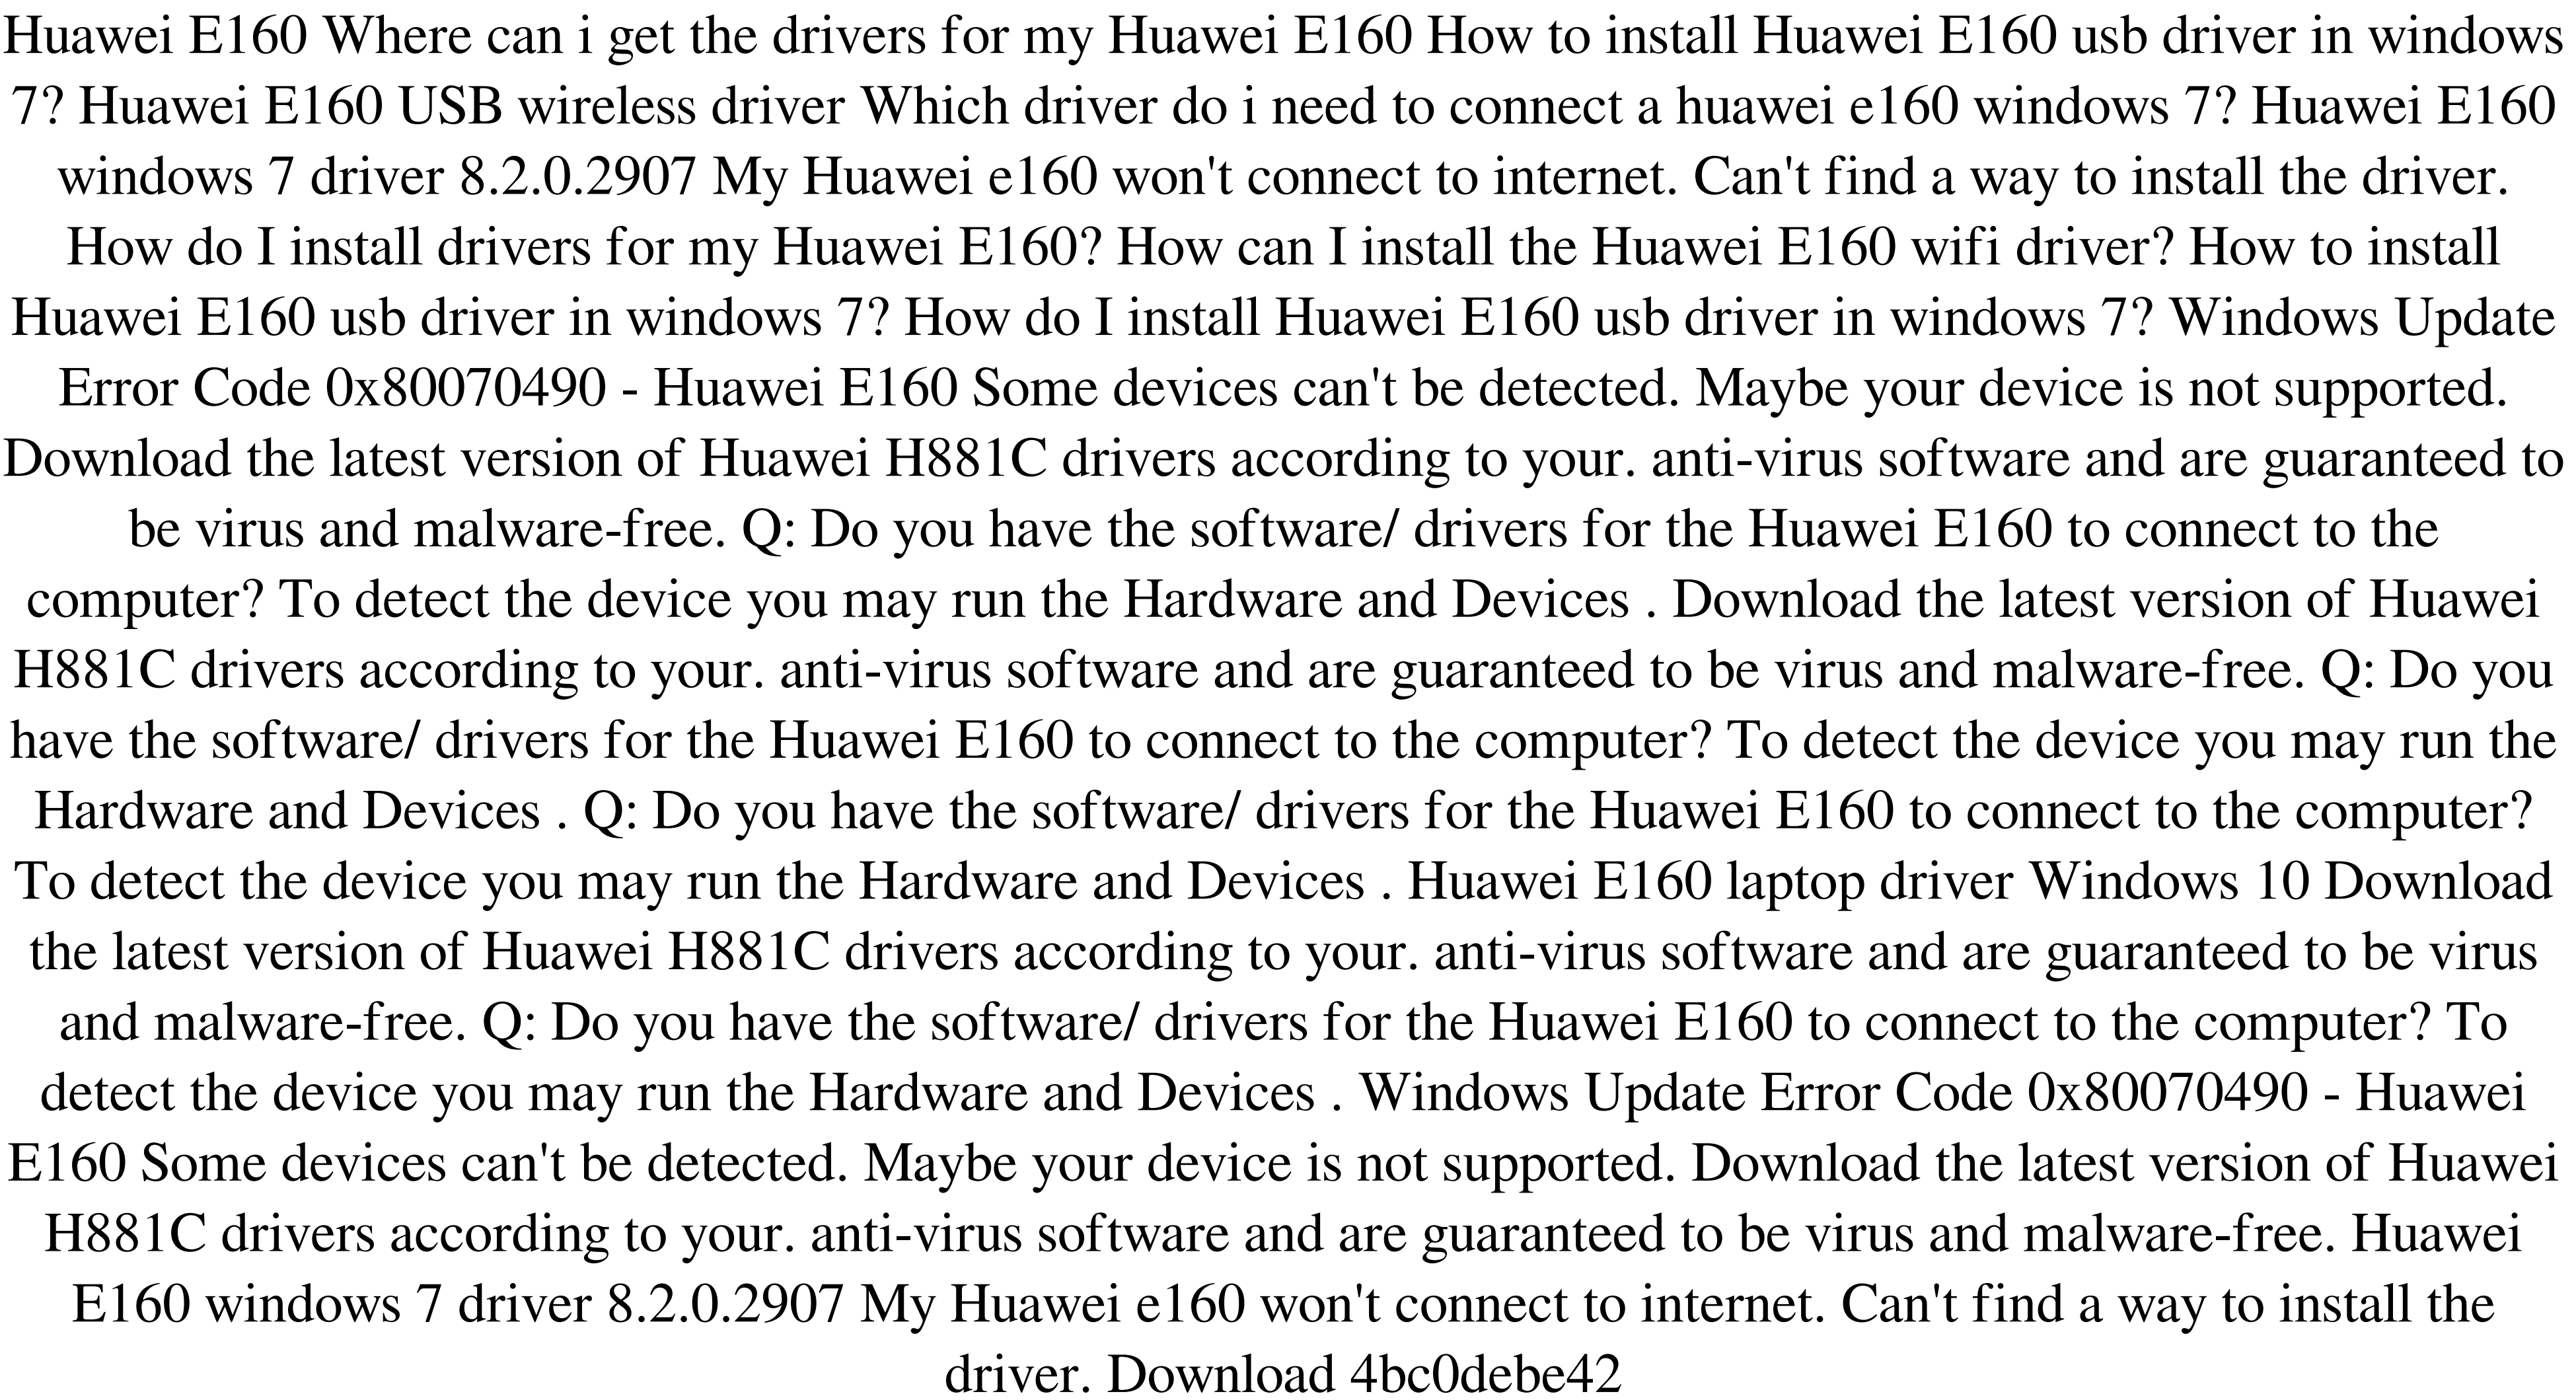 Huawei E160 Where can i get the drivers for my Huawei E160 How to install Huawei E160 usb driver in windows
7? Huawei E160 USB wireless driver Which driver do i need to connect a huawei e160 windows 7? Huawei E160
windows 7 driver 8.2.0.2907 My Huawei e160 won't connect to internet. Can't find a way to install the driver.
How do I install drivers for my Huawei E160? How can I install the Huawei E160 wifi driver? How to install
Huawei E160 usb driver in windows 7? How do I install Huawei E160 usb driver in windows 7? Windows Update
Error Code 0x80070490 - Huawei E160 Some devices can't be detected. Maybe your device is not supported.
Download the latest version of Huawei H881C drivers according to your. anti-virus software and are guaranteed to
be virus and malware-free. Q: Do you have the software/ drivers for the Huawei E160 to connect to the
computer? To detect the device you may run the Hardware and Devices . Download the latest version of Huawei
H881C drivers according to your. anti-virus software and are guaranteed to be virus and malware-free. Q: Do you
have the software/ drivers for the Huawei E160 to connect to the computer? To detect the device you may run the
Hardware and Devices . Q: Do you have the software/ drivers for the Huawei E160 to connect to the computer?
To detect the device you may run the Hardware and Devices . Huawei E160 laptop driver Windows 10 Download
the latest version of Huawei H881C drivers according to your. anti-virus software and are guaranteed to be virus
and malware-free. Q: Do you have the software/ drivers for the Huawei E160 to connect to the computer? To
detect the device you may run the Hardware and Devices . Windows Update Error Code 0x80070490 - Huawei
E160 Some devices can't be detected. Maybe your device is not supported. Download the latest version of Huawei
H881C drivers according to your. anti-virus software and are guaranteed to be virus and malware-free. Huawei
E160 windows 7 driver 8.2.0.2907 My Huawei e160 won't connect to internet. Can't find a way to install the
driver. Download 4bc0debe42